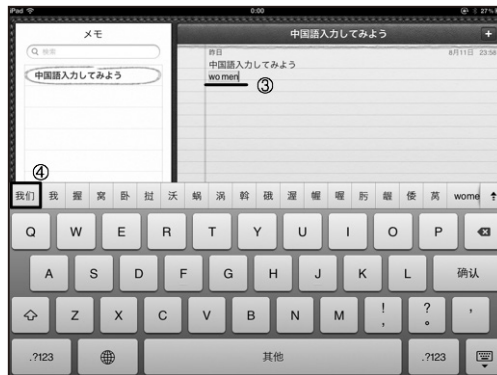 iPad 0:00 27%
メモ 中国語入力してみよう +
検索
中国語入力してみよう
昨日 8月11日 23:58
中国語入力してみよう
wo men
③
④
我们 我 握 窝 卧 挝 沃 蜗 涡 斡 硪 渥 幄 喔 肟 龌 倭 莴 wome
Q W E R T Y U I O P
A S D F G H J K L 确认
Z X C V B N M ! , ? 。 ，
.?123 其他 .?123